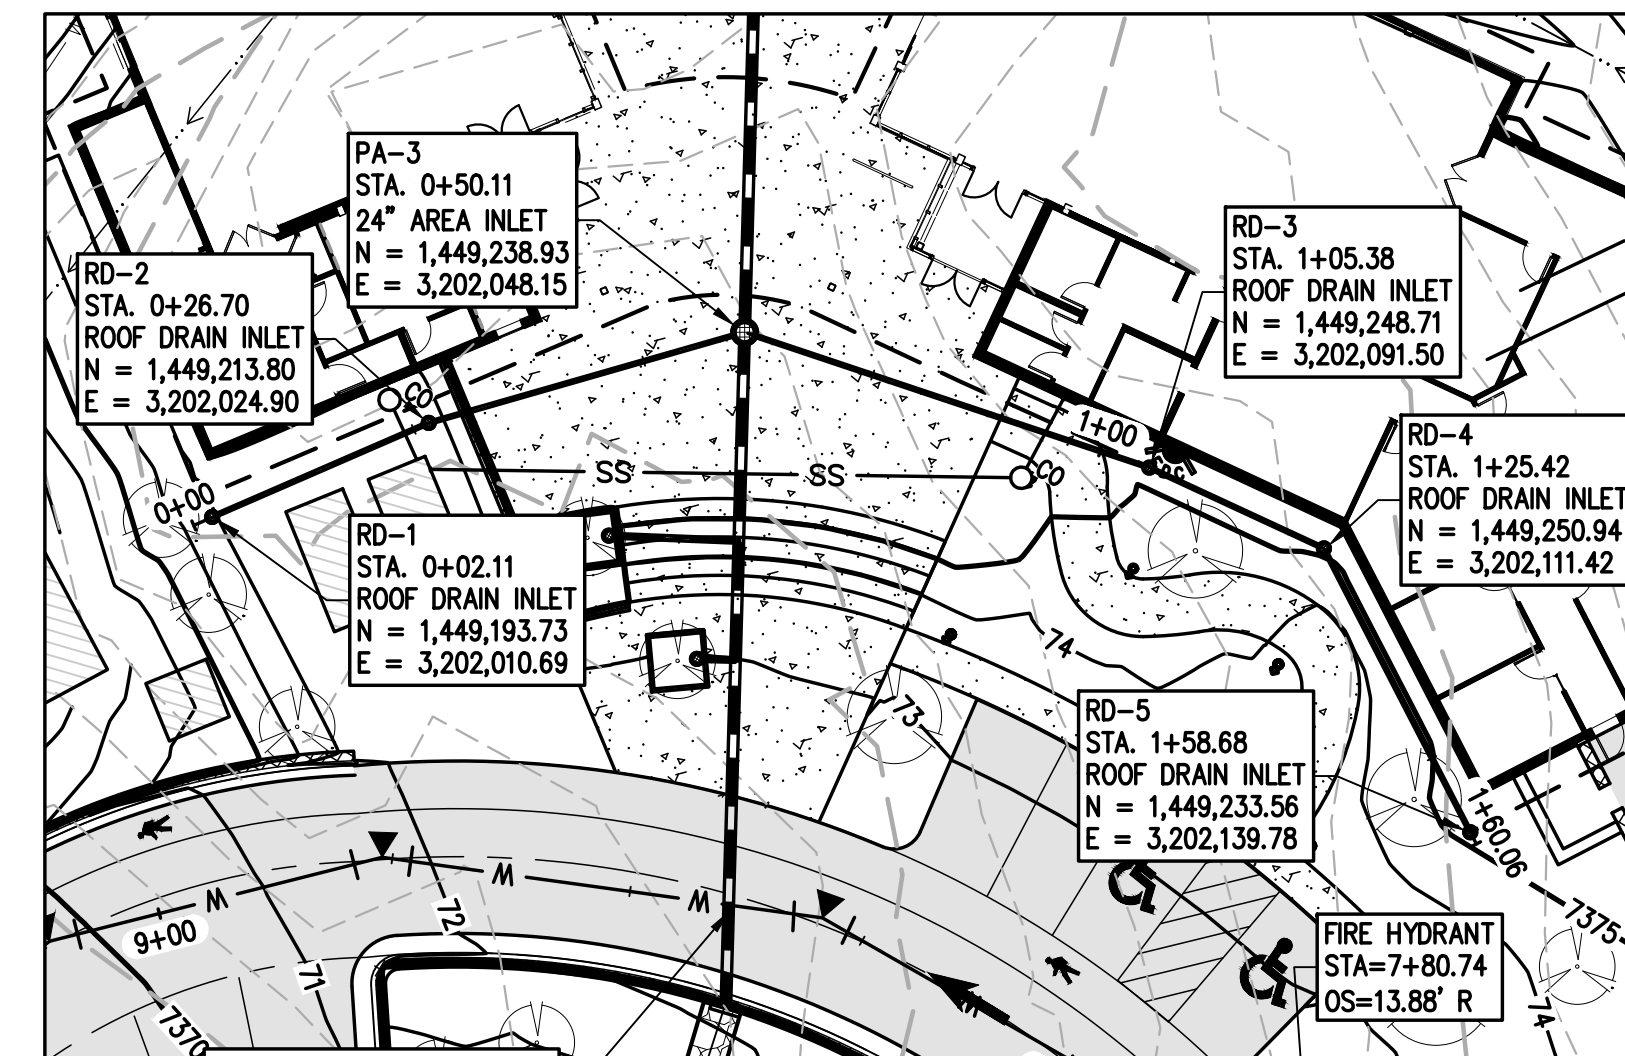 PA-3
STA. 0+50.11
24" AREA INLET
N = 1,449,238.93
E = 3,202,048.15
RD-2
STA. 0+26.70
ROOF DRAIN INLET
N = 1,449,213.80
E = 3,202,024.90
RD-3
STA. 1+05.38
ROOF DRAIN INLET
N = 1,449,248.71
E = 3,202,091.50
RD-4
STA. 1+25.42
ROOF DRAIN INLET
N = 1,449,250.94
E = 3,202,111.42
CO
1+00
SS
SS
CO
0+00
RD-1
STA. 0+02.11
ROOF DRAIN INLET
N = 1,449,193.73
E = 3,202,010.69
74
73
RD-5
STA. 1+58.68
ROOF DRAIN INLET
N = 1,449,233.56
E = 3,202,139.78
1+60.06
W
W
W
72
9+00
71
7370
7375
FIRE HYDRANT
STA=7+80.74
OS=13.88' R
74